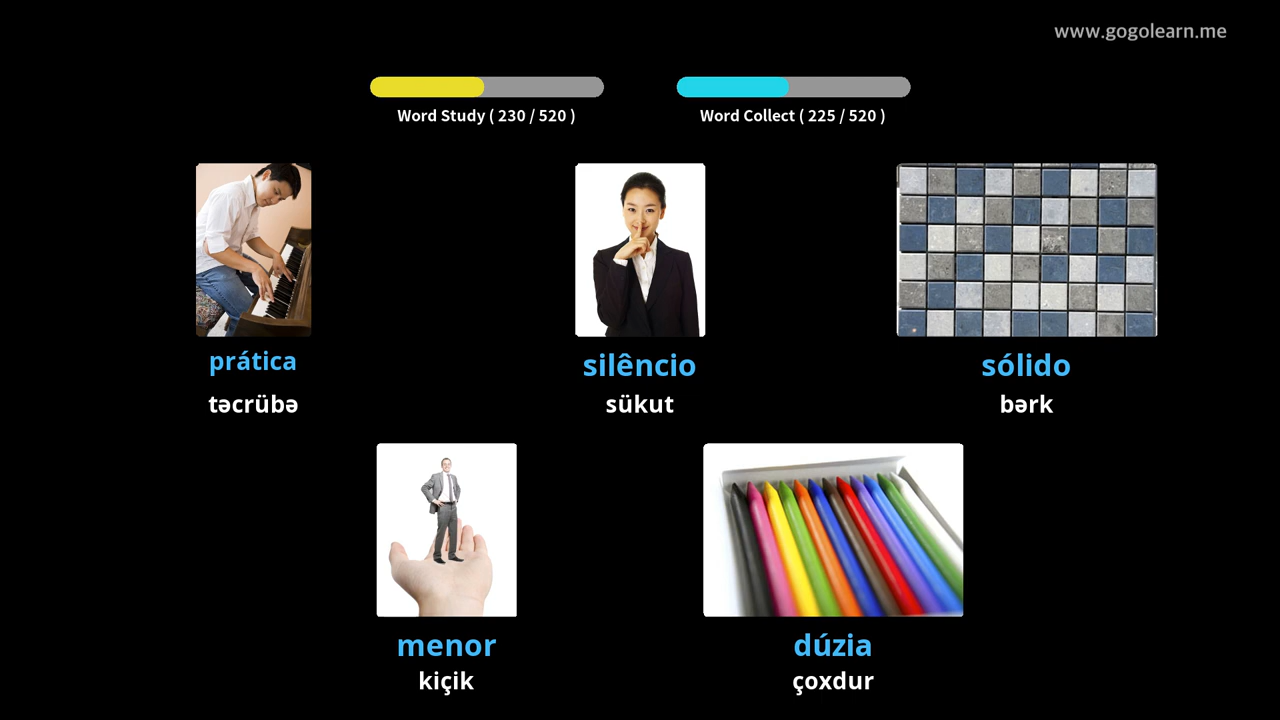 www.gogolearn.me
Word Study ( 230 / 520 )
Word Collect ( 225 / 520 )
prática
silêncio
sólido
təcrübə
sükut
bərk
menor
dúzia
kiçik
çoxdur